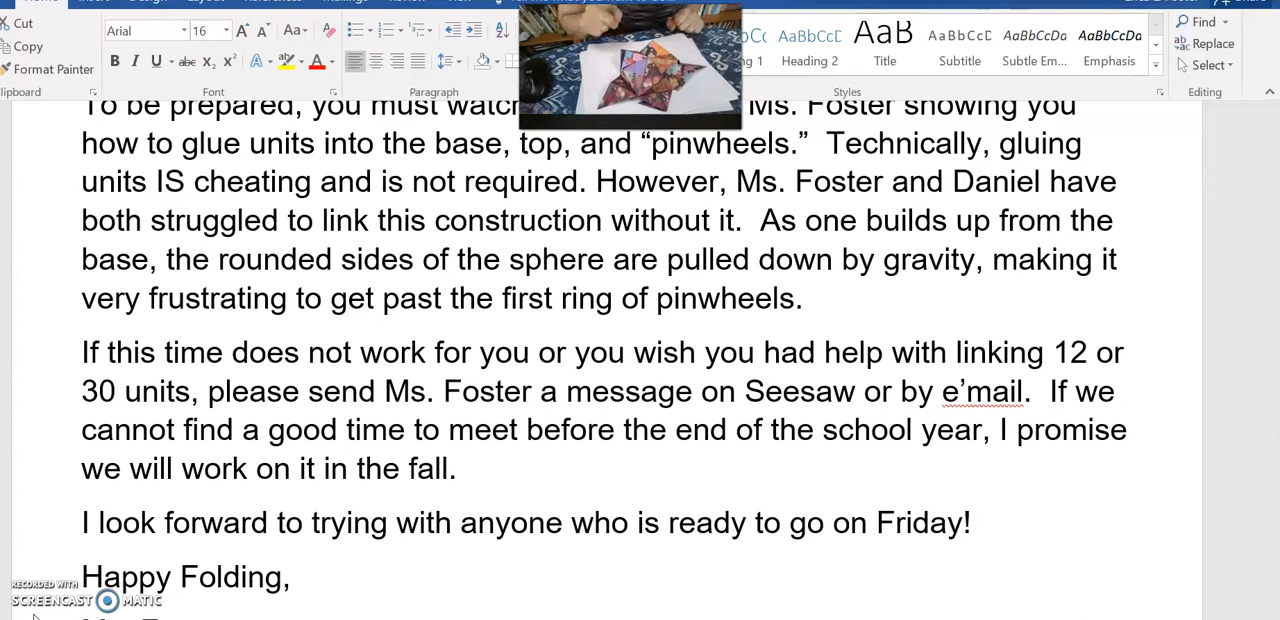 Cut
Arial 16 Aa
Find
AaB AaBbCcD AaBbCcDa AaBbCcDa
Copy
Replace
Format Painter
B I U abc X₂ X² A ab A
Heading 2 Title Subtitle Subtle Em... Emphasis
Select
Font Paragraph Styles Editing
To be prepared, you must watch Ms. Foster showing you
how to glue units into the base, top, and “pinwheels.” Technically, gluing
units IS cheating and is not required. However, Ms. Foster and Daniel have
both struggled to link this construction without it. As one builds up from the
base, the rounded sides of the sphere are pulled down by gravity, making it
very frustrating to get past the first ring of pinwheels.
If this time does not work for you or you wish you had help with linking 12 or
30 units, please send Ms. Foster a message on Seesaw or by e’mail. If we
cannot find a good time to meet before the end of the school year, I promise
we will work on it in the fall.
I look forward to trying with anyone who is ready to go on Friday!
Happy Folding,
RECORDED WITH
SCREENCAST MATIC